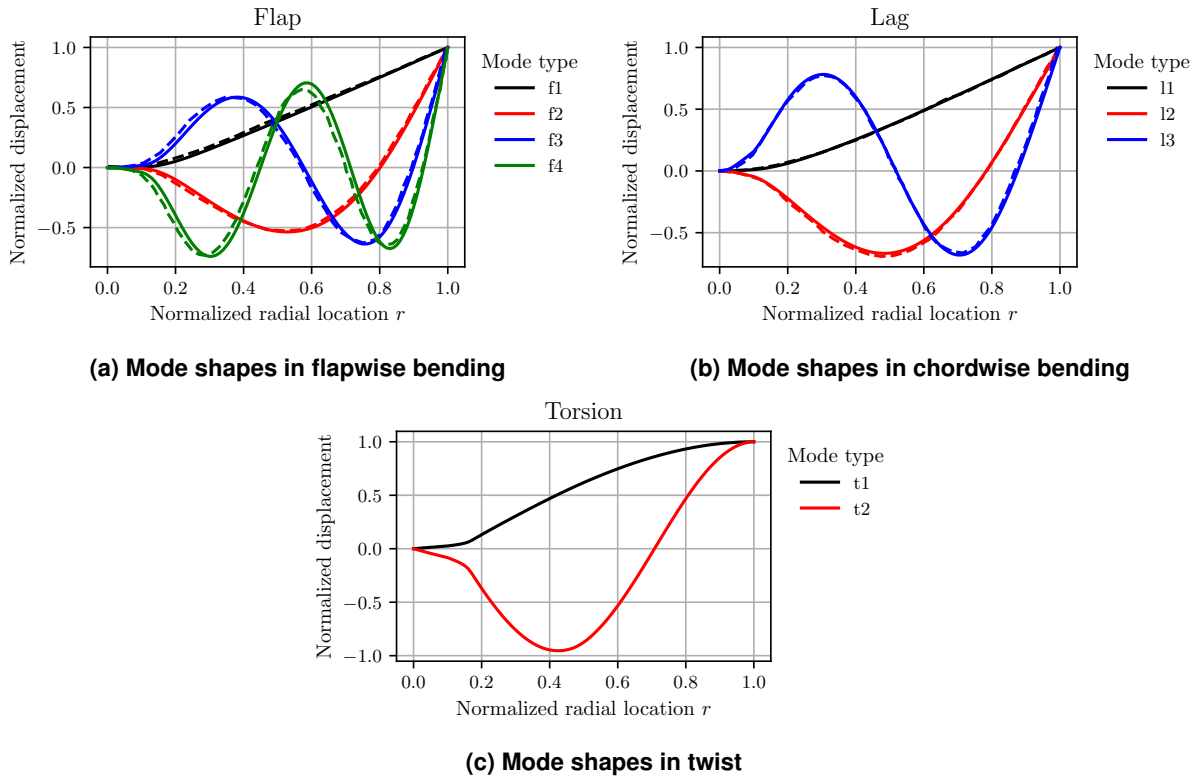 Flap
Normalized displacement
1.0
0.5
0.0
−0.5
0.0 0.2 0.4 0.6 0.8 1.0
Normalized radial location r
Mode type
f1
f2
f3
f4
(a) Mode shapes in flapwise bending
Lag
Normalized displacement
1.0
0.5
0.0
−0.5
0.0 0.2 0.4 0.6 0.8 1.0
Normalized radial location r
Mode type
l1
l2
l3
(b) Mode shapes in chordwise bending
Torsion
Normalized displacement
1.0
0.5
0.0
−0.5
−1.0
0.0 0.2 0.4 0.6 0.8 1.0
Normalized radial location r
Mode type
t1
t2
(c) Mode shapes in twist